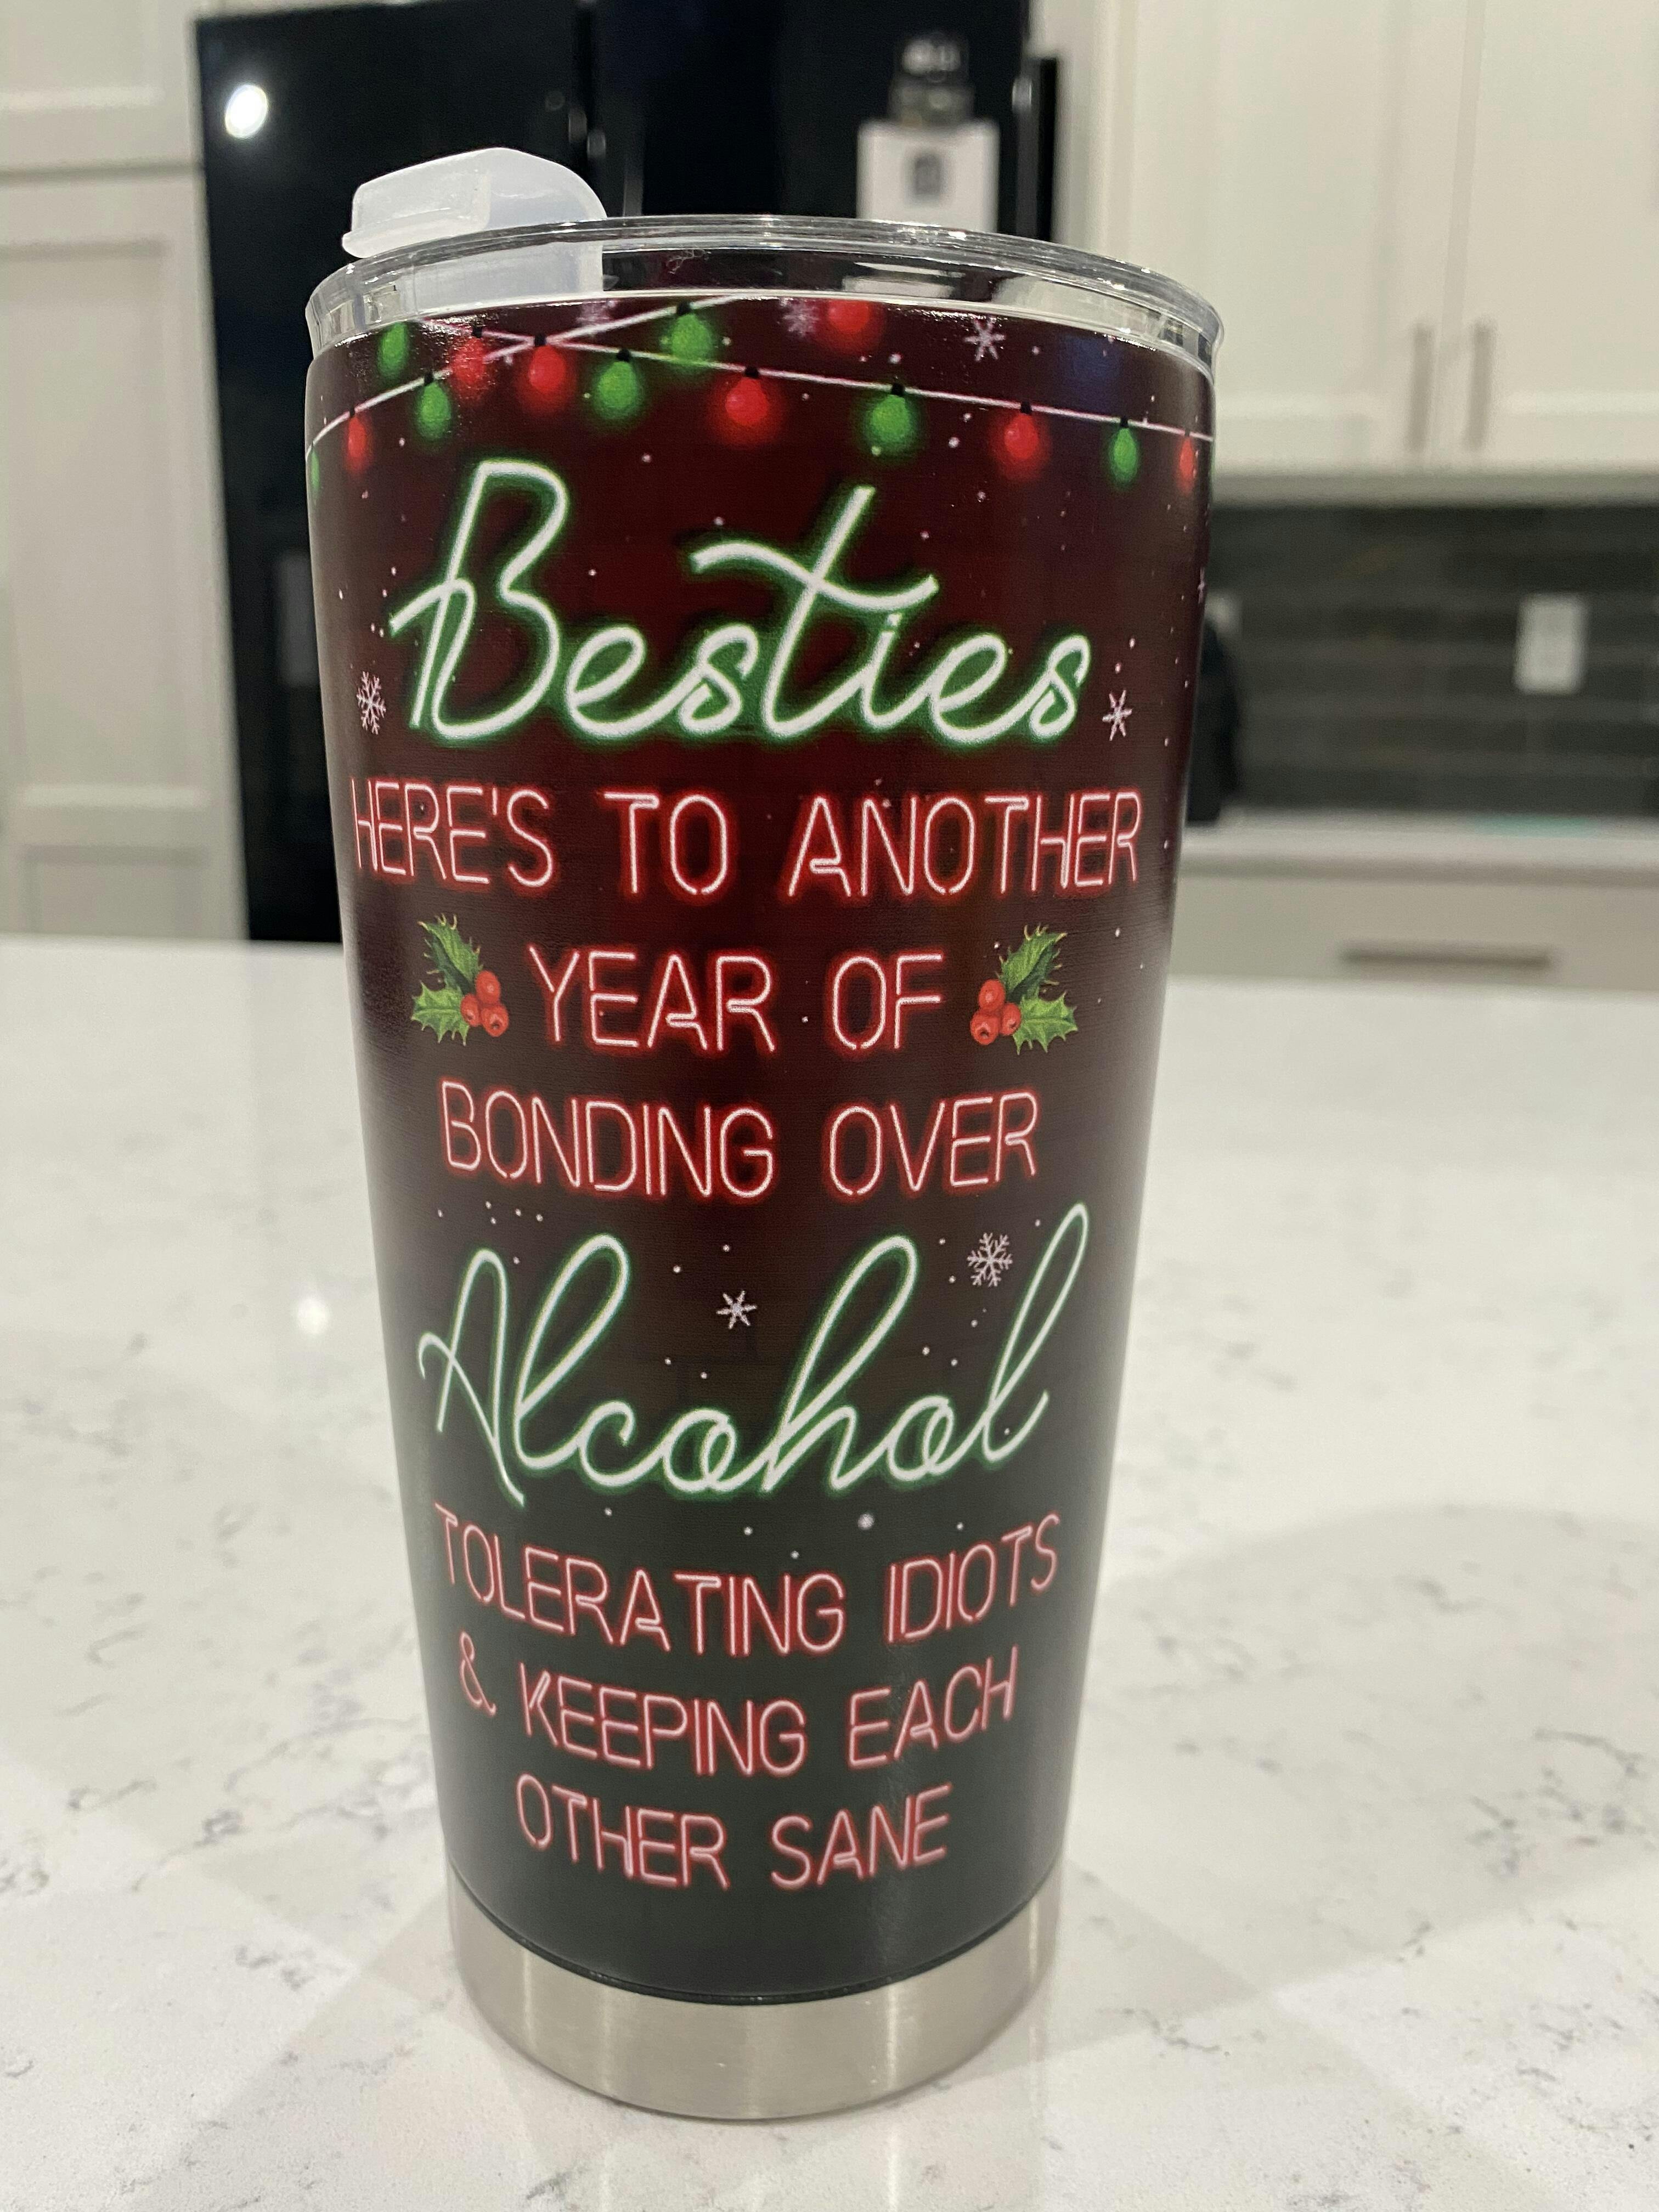 Besties
HERE'S TO ANOTHER
YEAR OF
BONDING OVER
Alcohol
TOLERATING IDIOTS
& KEEPING EACH
OTHER SANE